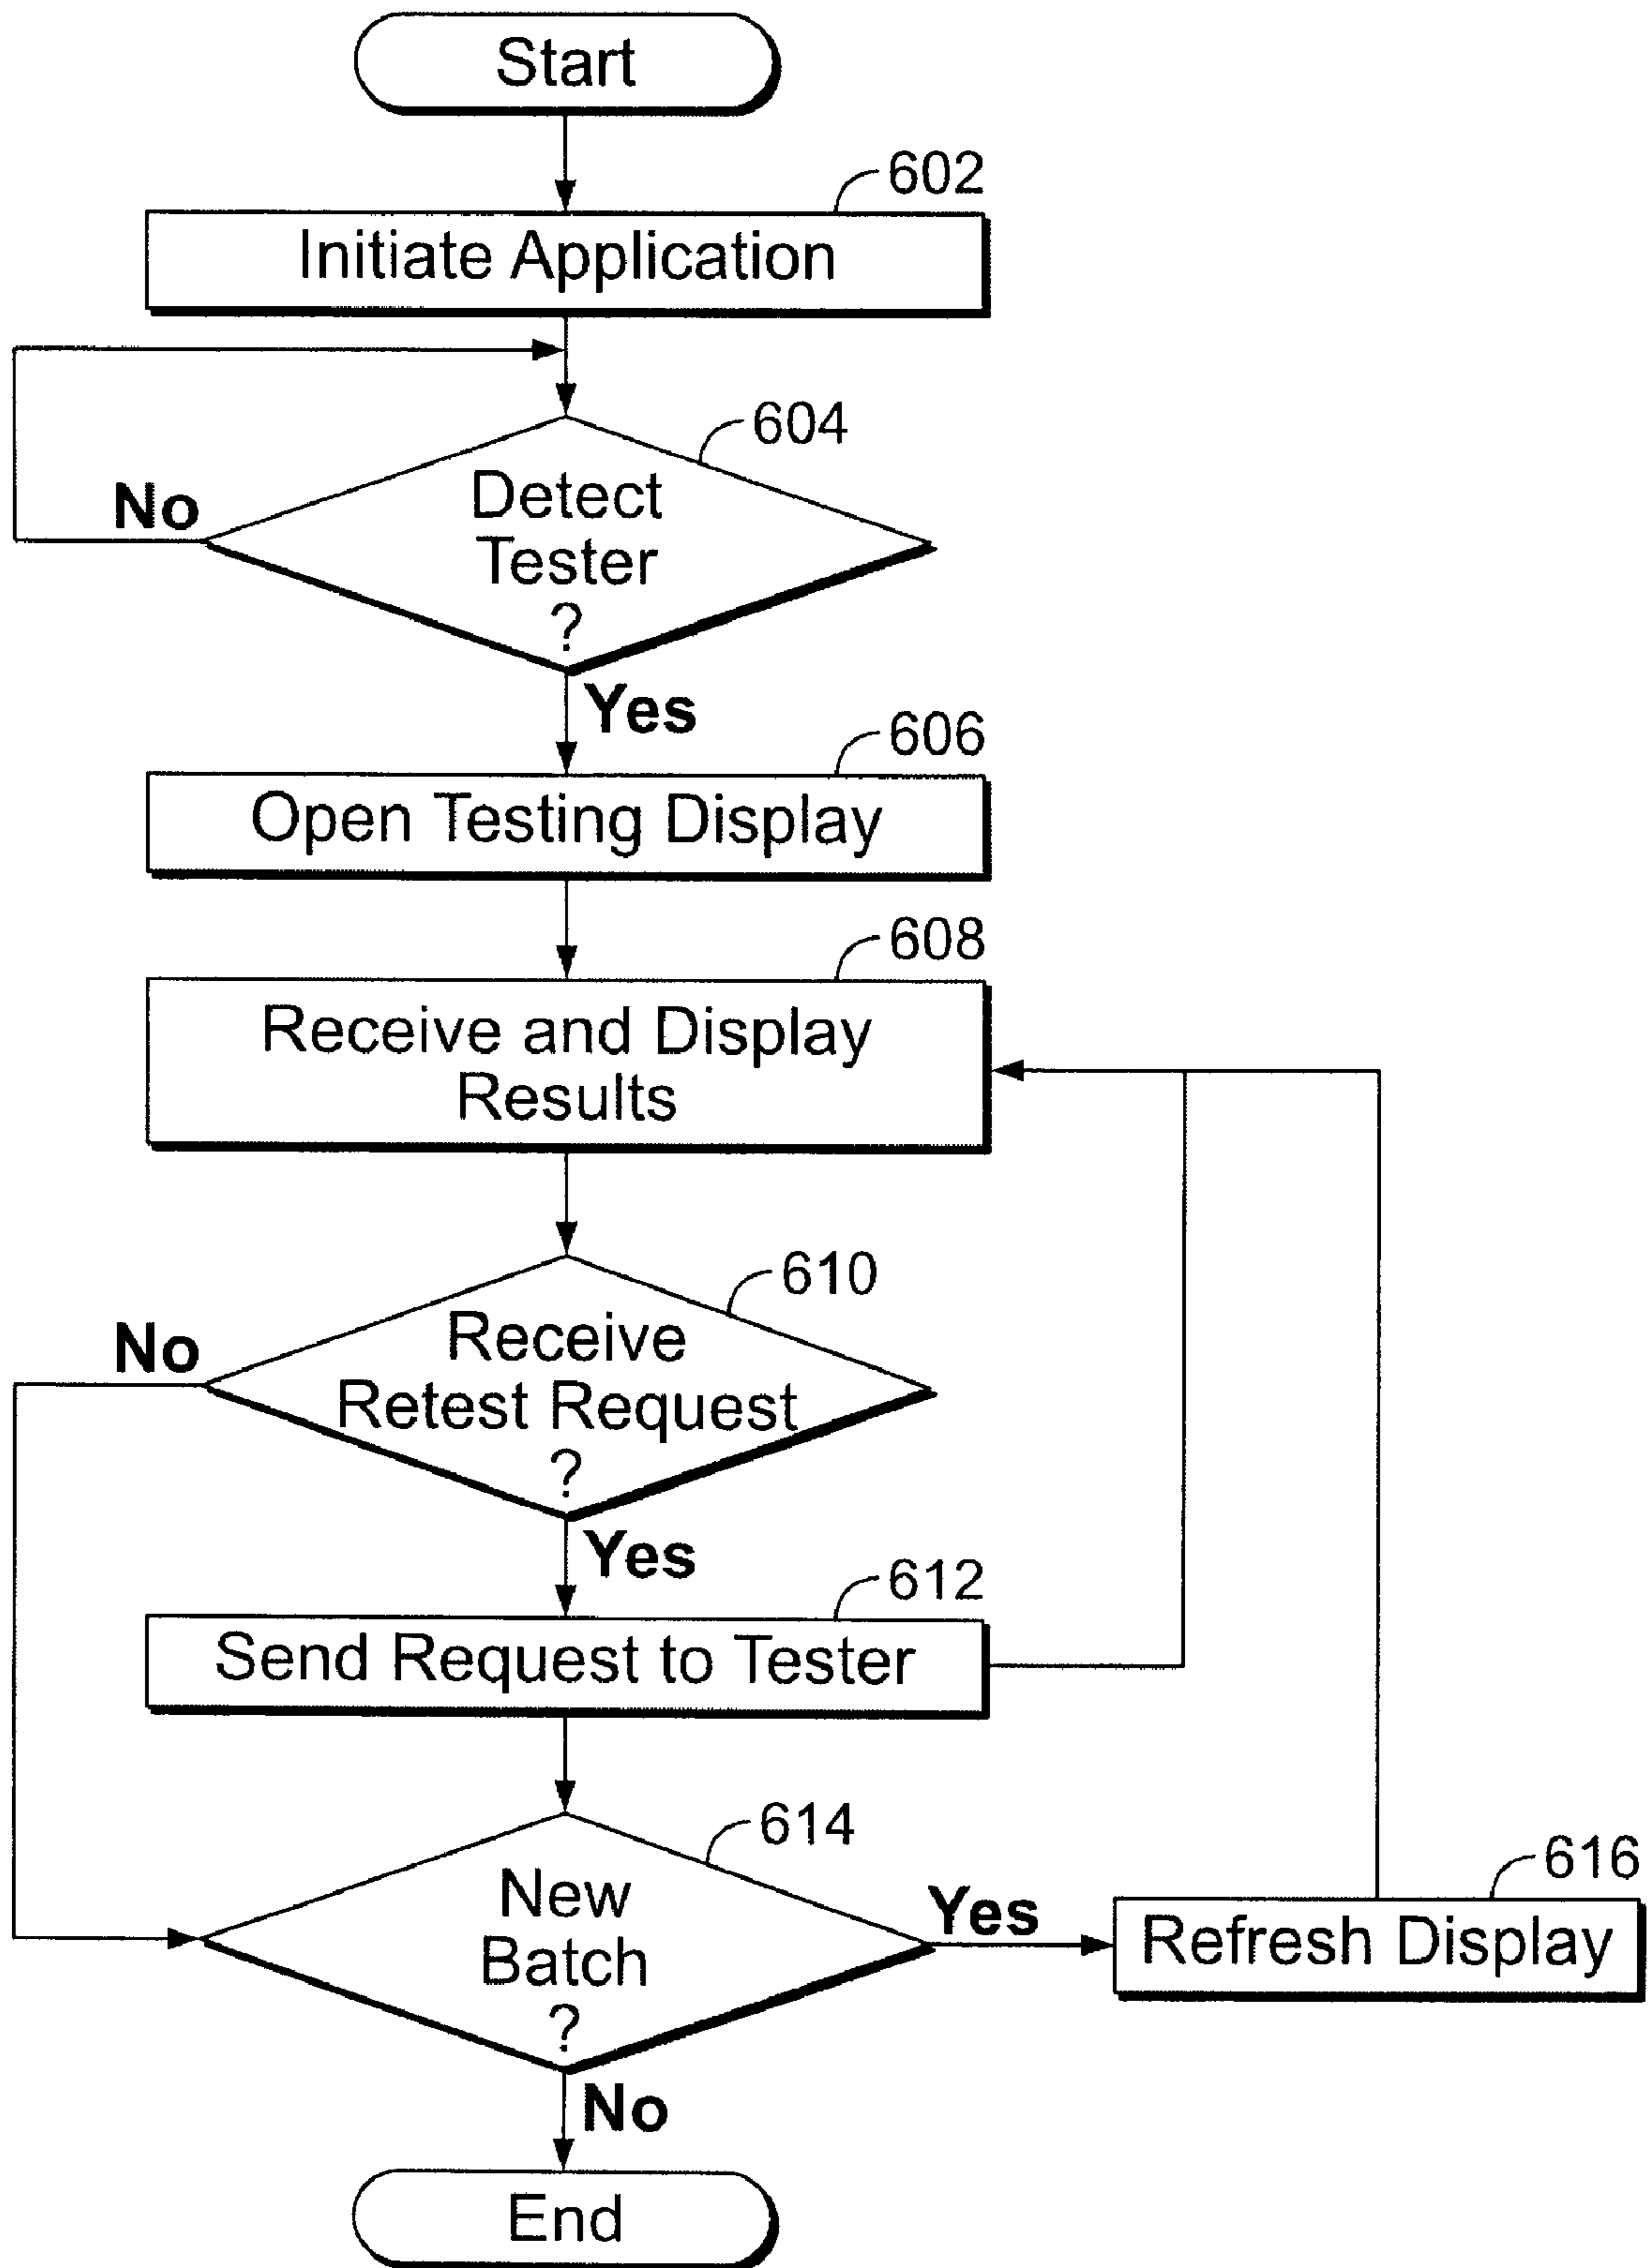 Start
602
Initiate Application
604
Detect
Tester
?
No
Yes
606
Open Testing Display
608
Receive and Display
Results
610
Receive
Retest Request
?
No
Yes
612
Send Request to Tester
614
New
Batch
?
Yes
616
Refresh Display
No
End